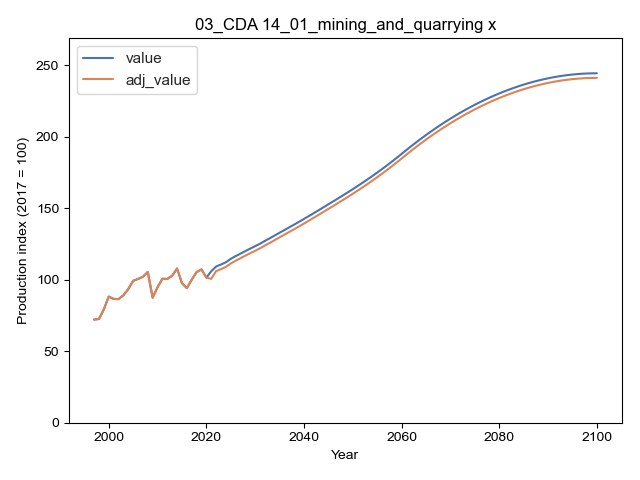 03_CDA 14_01_mining_and_quarrying x
value
adj_value
Production index (2017 = 100)
250
200
150
100
50
0
2000 2020 2040 2060 2080 2100
Year